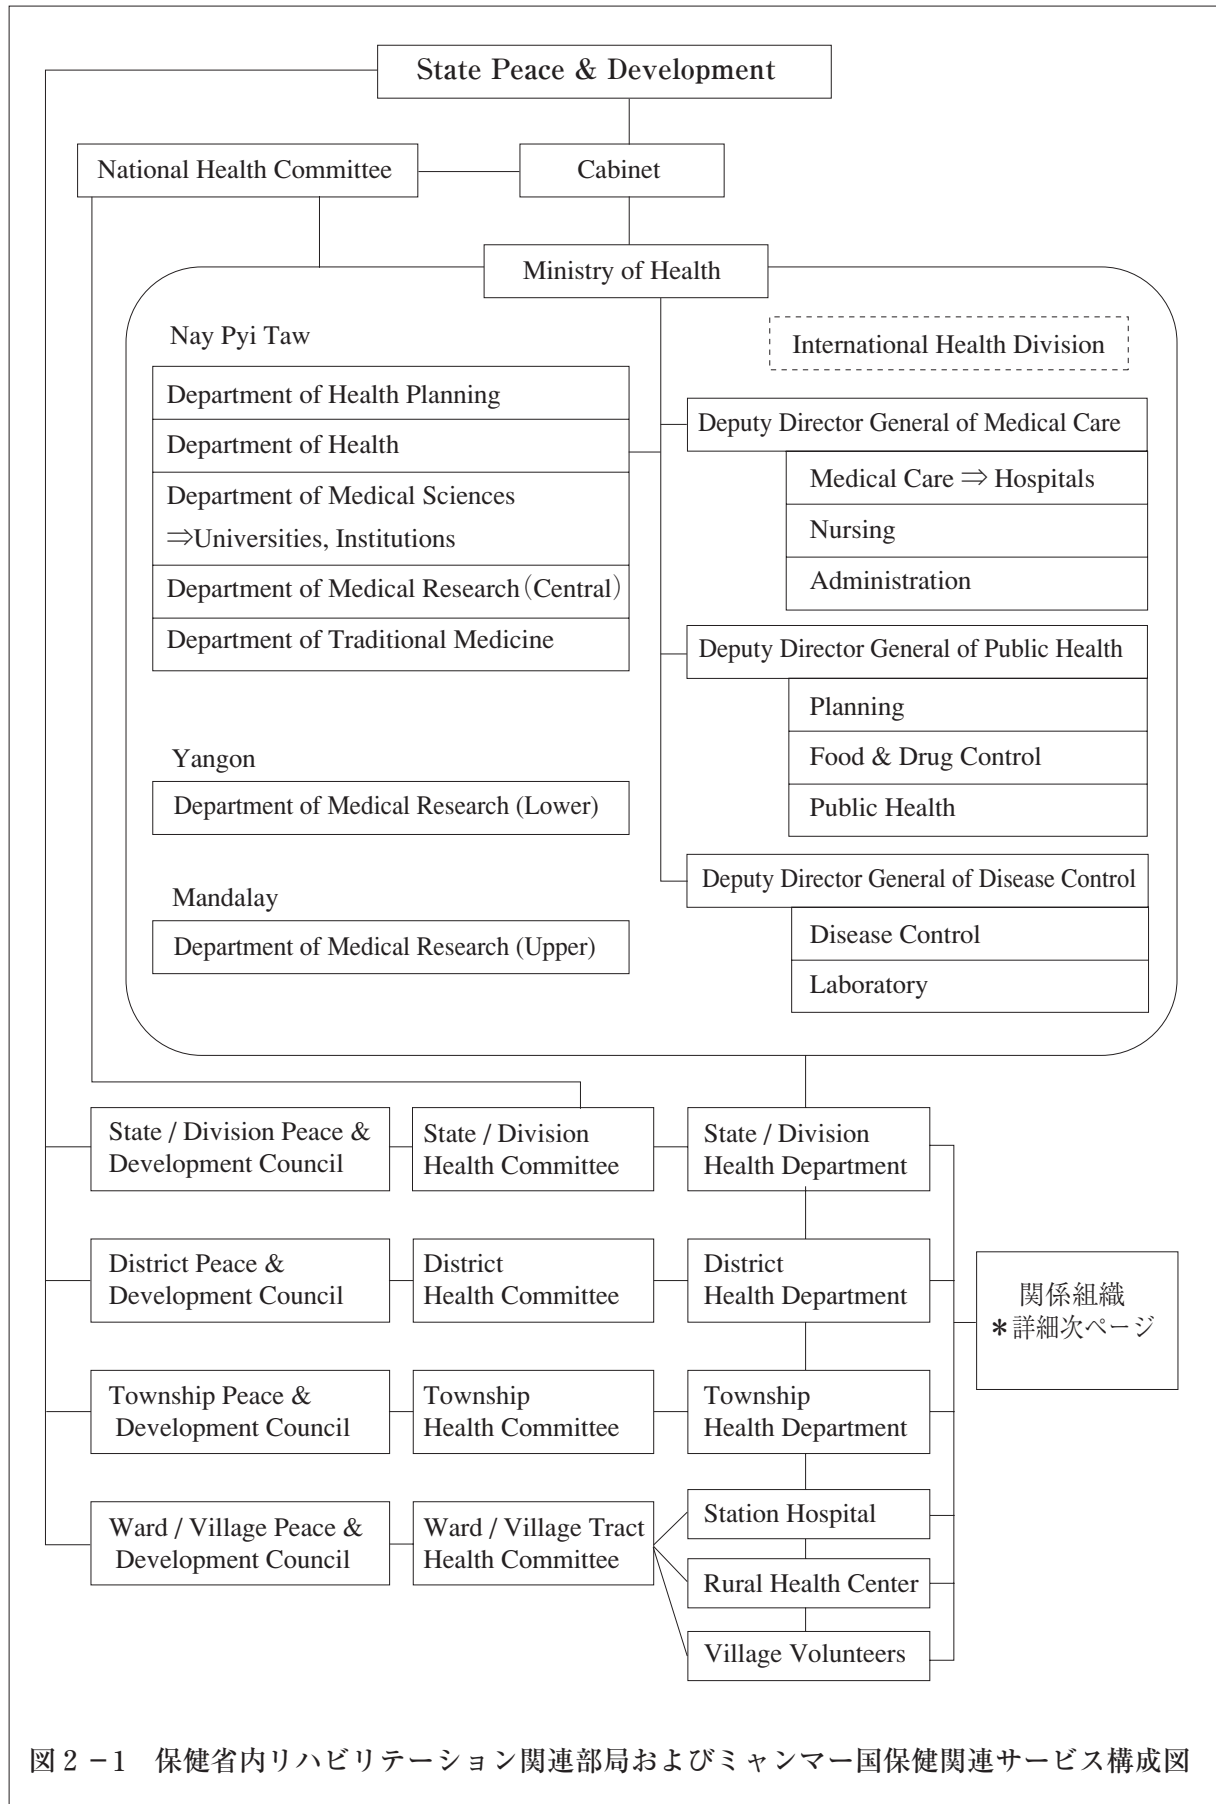 State Peace & Development
National Health Committee
Cabinet
Ministry of Health
Nay Pyi Taw
Department of Health Planning
Department of Health
Department of Medical Sciences
⇒Universities, Institutions
Department of Medical Research（Central）
Department of Traditional Medicine
Yangon
Department of Medical Research (Lower)
Mandalay
Department of Medical Research (Upper)
International Health Division
Deputy Director General of Medical Care
Medical Care ⇒ Hospitals
Nursing
Administration
Deputy Director General of Public Health
Planning
Food & Drug Control
Public Health
Deputy Director General of Disease Control
Disease Control
Laboratory
State / Division Peace &
Development Council
State / Division
Health Committee
State / Division
Health Department
District Peace &
Development Council
District
Health Committee
District
Health Department
関係組織
＊詳細次ページ
Township Peace &
Development Council
Township
Health Committee
Township
Health Department
Ward / Village Peace &
Development Council
Ward / Village Tract
Health Committee
Station Hospital
Rural Health Center
Village Volunteers
図２－1　保健省内リハビリテーション関連部局およびミャンマー国保健関連サービス構成図